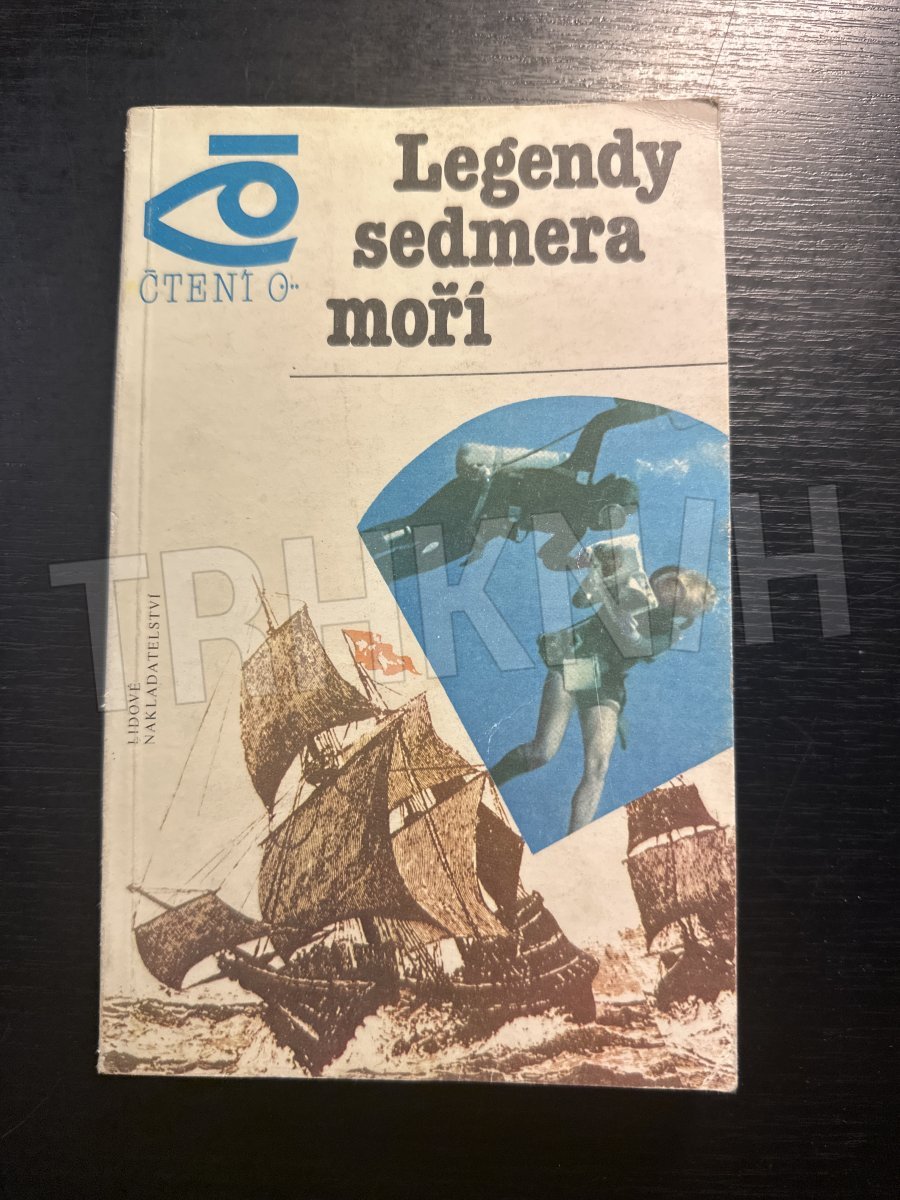 Legendy
sedmera
moří
ČTENÍ O...
LIDOVÉ
NAKLADATELSTVÍ
TRHKNIH